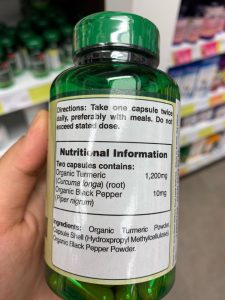 Directions: Take one capsule twice
daily, preferably with meals. Do not
exceed stated dose.
Nutritional Information
Two capsules contains:
Organic Turmeric 1,200mg
(Curcuma longa) (root)
Organic Black Pepper 10mg
(Piper nigrum)
Ingredients: Organic Turmeric Powder,
Capsule Shell (Hydroxpropyl Methylcellulose),
Organic Black Pepper Powder.